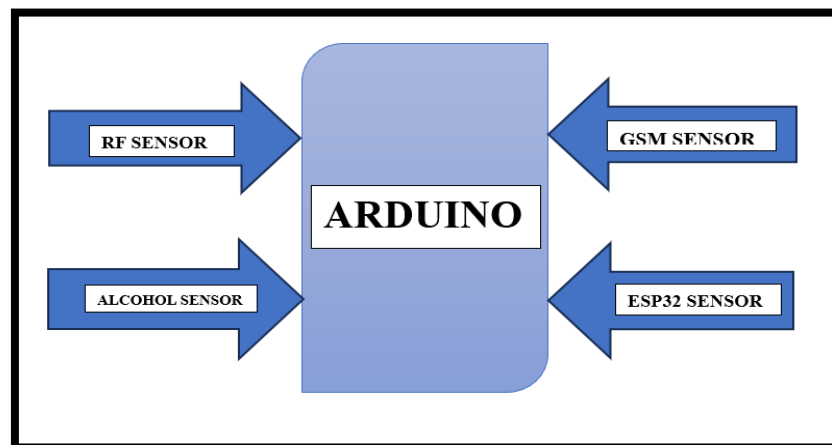 RF SENSOR
GSM SENSOR
ARDUINO
ALCOHOL SENSOR
ESP32 SENSOR